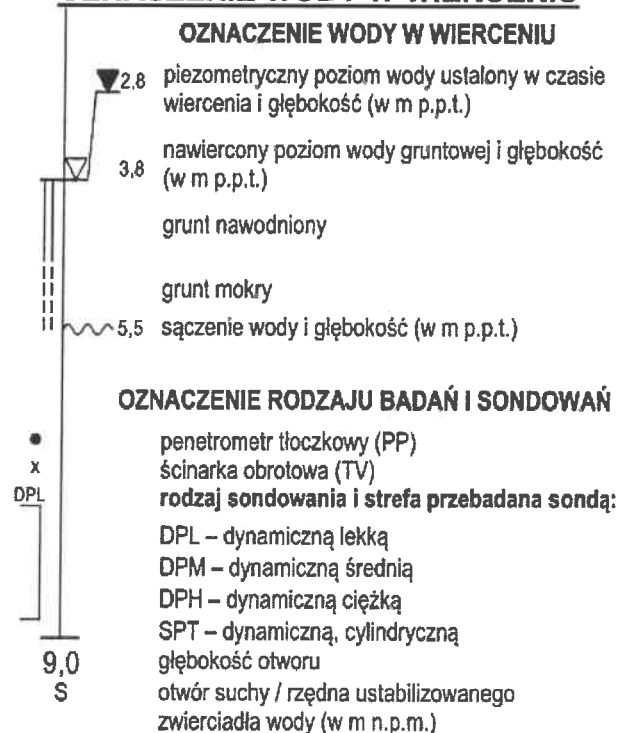 OZNACZENIE WODY W WIERCENIU
2,8 piezometryczny poziom wody ustalony w czasie
wiercenia i głębokość (w m p.p.t.)
3,8 nawiercony poziom wody gruntowej i głębokość
(w m p.p.t.)
grunt nawodniony
grunt mokry
5,5 sączenie wody i głębokość (w m p.p.t.)
OZNACZENIE RODZAJU BADAŃ I SONDOWAŃ
penetrometr tłoczkowy (PP)
x ścinarka obrotowa (TV)
DPL rodzaj sondowania i strefa przebadana sondą:
DPL – dynamiczną lekką
DPM – dynamiczną średnią
DPH – dynamiczną ciężką
SPT – dynamiczną, cylindryczną
9,0 głębokość otworu
S otwór suchy / rzędna ustabilizowanego
zwierciadła wody (w m n.p.m.)